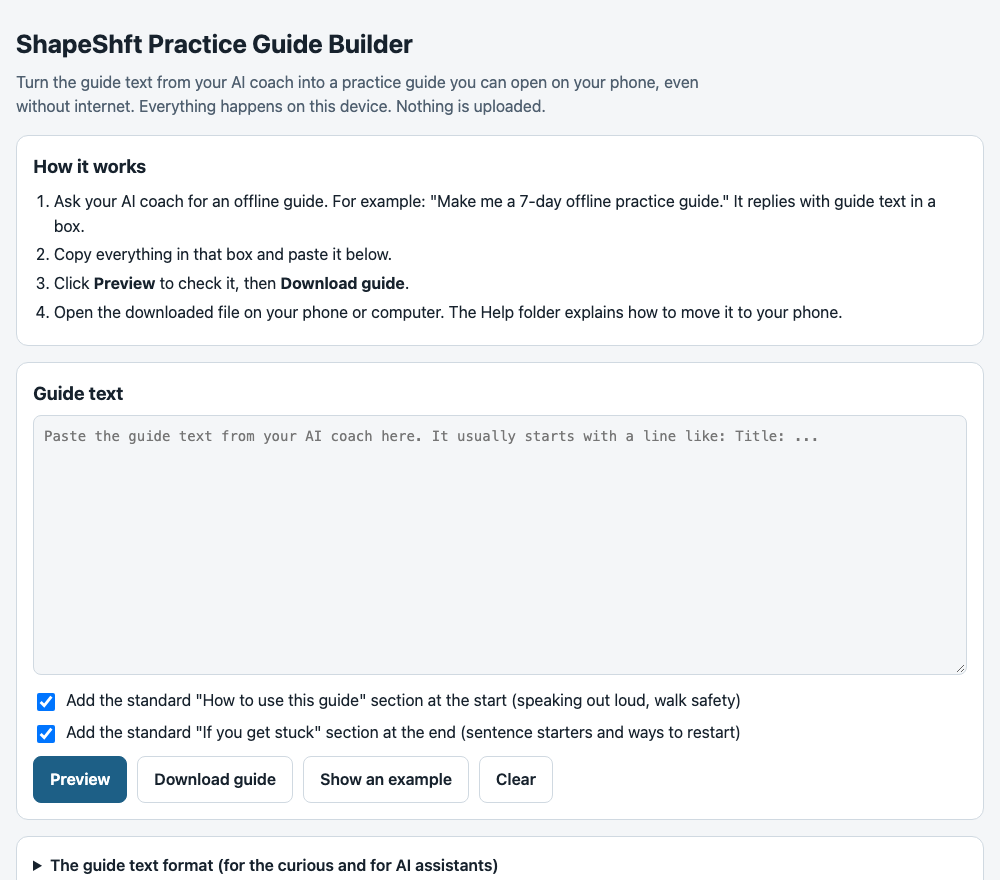 ShapeShft Practice Guide Builder
Turn the guide text from your AI coach into a practice guide you can open on your phone, even
without internet. Everything happens on this device. Nothing is uploaded.
How it works
1. Ask your AI coach for an offline guide. For example: "Make me a 7-day offline practice guide." It replies with guide text in a
box.
2. Copy everything in that box and paste it below.
3. Click Preview to check it, then Download guide.
4. Open the downloaded file on your phone or computer. The Help folder explains how to move it to your phone.
Guide text
Paste the guide text from your AI coach here. It usually starts with a line like: Title: ...
Add the standard "How to use this guide" section at the start (speaking out loud, walk safety)
Add the standard "If you get stuck" section at the end (sentence starters and ways to restart)
Preview Download guide Show an example Clear
The guide text format (for the curious and for AI assistants)